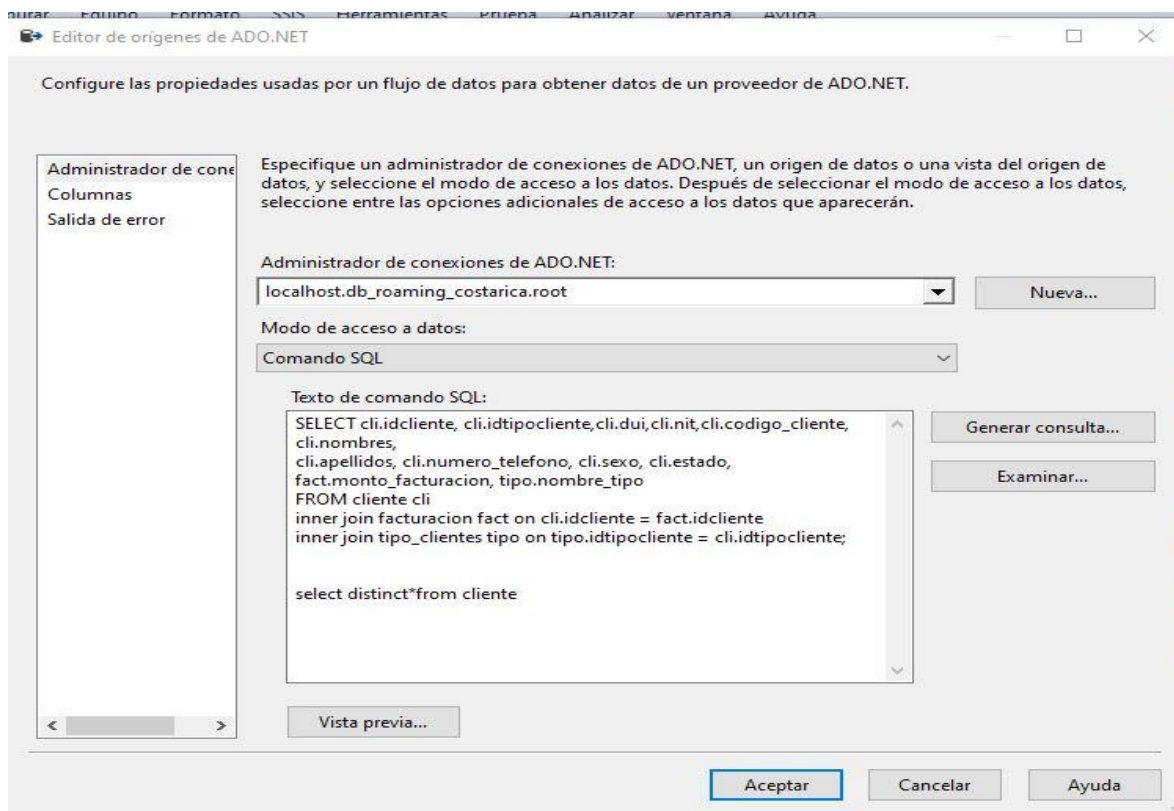 Equipo Formato SSIS Herramientas Prueba Analizar Ventana Ayuda
Editor de orígenes de ADO.NET
Configure las propiedades usadas por un flujo de datos para obtener datos de un proveedor de ADO.NET.
Administrador de cone
Columnas
Salida de error
Especifique un administrador de conexiones de ADO.NET, un origen de datos o una vista del origen de
datos, y seleccione el modo de acceso a los datos. Después de seleccionar el modo de acceso a los datos,
seleccione entre las opciones adicionales de acceso a los datos que aparecerán.
Administrador de conexiones de ADO.NET:
localhost.db_roaming_costarica.root
Nueva...
Modo de acceso a datos:
Comando SQL
Texto de comando SQL:
SELECT cli.idcliente, cli.idtipocliente,cli.dui,cli.nit,cli.codigo_cliente,
cli.nombres,
cli.apellidos, cli.numero_telefono, cli.sexo, cli.estado,
fact.monto_facturacion, tipo.nombre_tipo
FROM cliente cli
inner join facturacion fact on cli.idcliente = fact.idcliente
inner join tipo_clientes tipo on tipo.idtipocliente = cli.idtipocliente;
select distinct*from cliente
Generar consulta...
Examinar...
Vista previa...
Aceptar
Cancelar
Ayuda